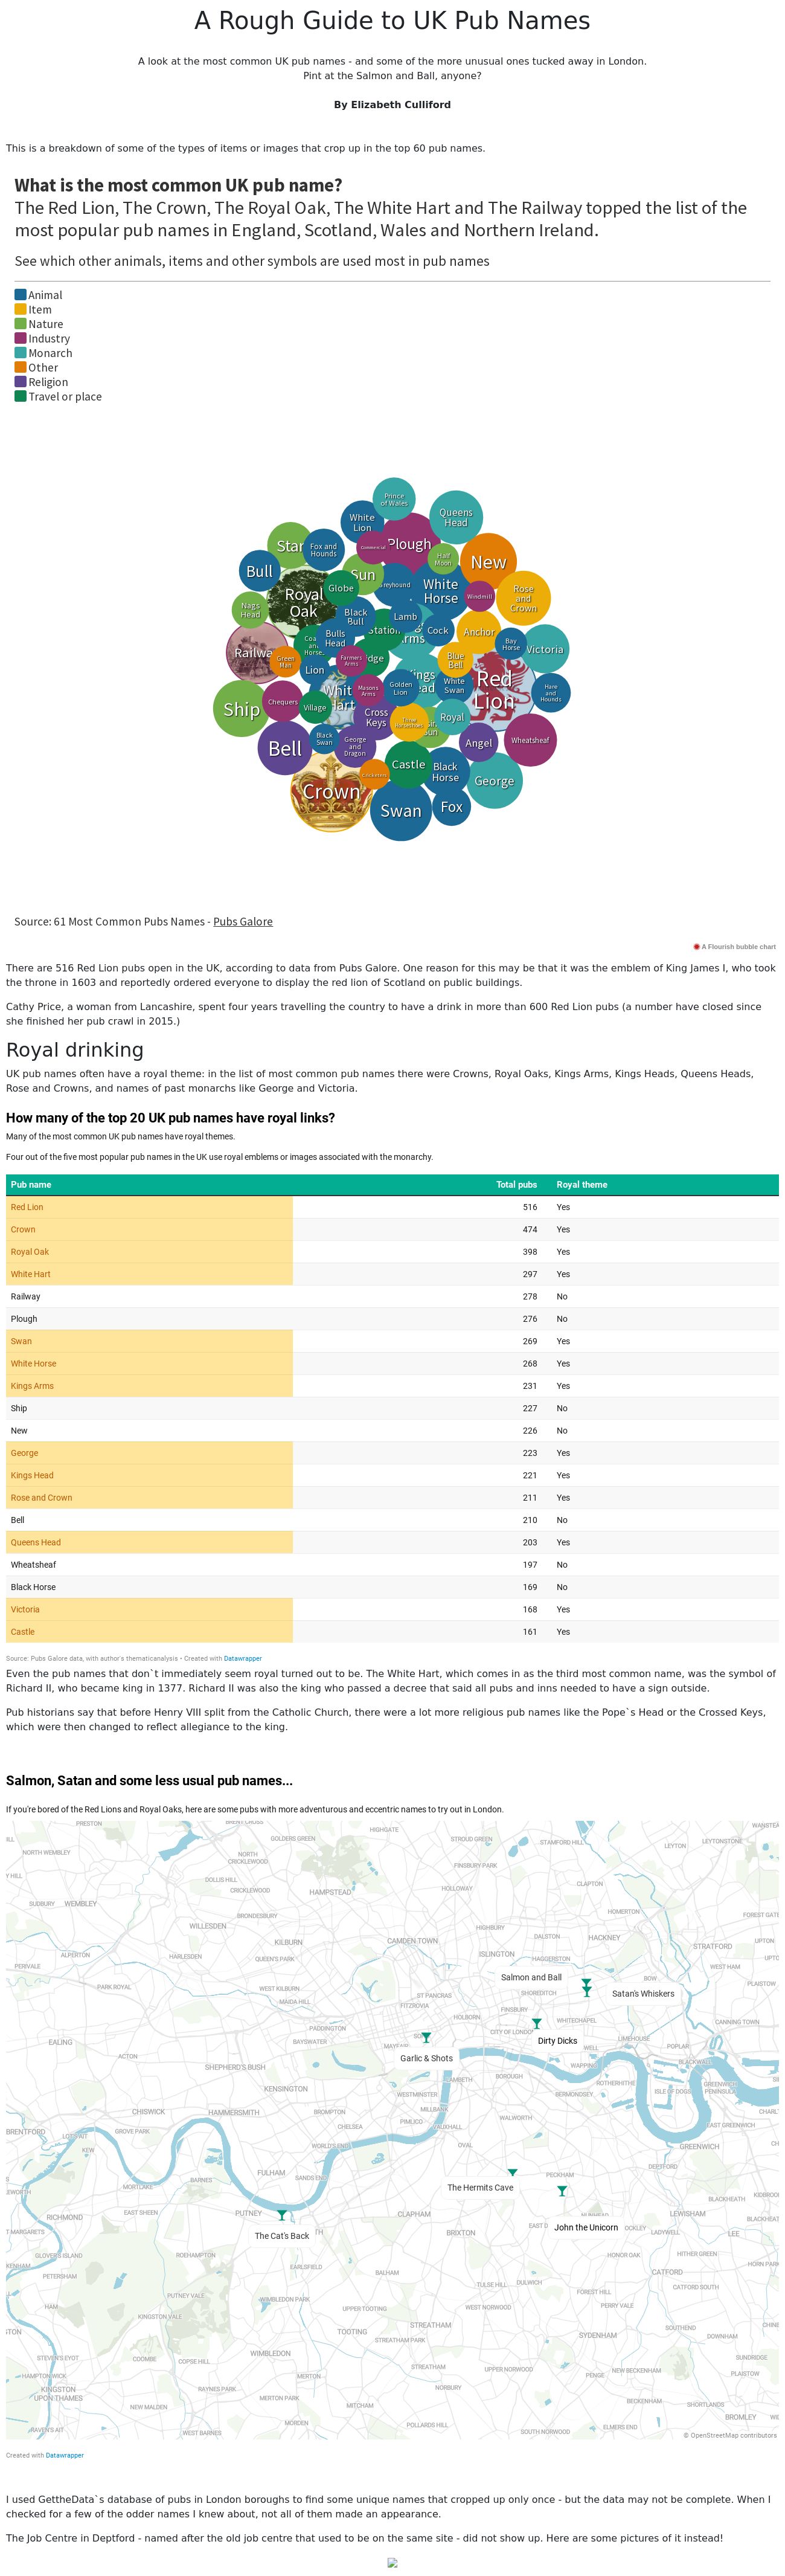 A Rough Guide to UK Pub Names
A look at the most common UK pub names - and some of the more unusual ones tucked away in London.
Pint at the Salmon and Ball, anyone?
By Elizabeth Culliford
This is a breakdown of some of the types of items or images that crop up in the top 60 pub names.
What is the most common UK pub name?
The Red Lion, The Crown, The Royal Oak, The White Hart and The Railway topped the list of the
most popular pub names in England, Scotland, Wales and Northern Ireland.
See which other animals, items and other symbols are used most in pub names
Animal
Item
Nature
Industry
Monarch
Other
Religion
Travel or place
Prince
of Wales
White
Lion
Queens
Head
Plough
Star
Fox and
Hounds
Half
Moon
New
Bull
Sun
Globe
White
Horse
Windmill
Rose
and
Crown
Royal
Oak
Nags
Head
Black
Bull
Lamb
Station
Cock
Anchor
Bulls
Head
Bay
Horse
Victoria
Green
Man
Farmers
Arms
Blue
Bell
Lion
Red
Lion
White
Swan
Golden
Lion
Masons
Arms
Hare
and
Hounds
Ship
Chequers
Village
Cross
Keys
Royal
Black
Swan
George
and
Dragon
Angel
Wheatsheaf
Bell
Castle
Black
Horse
George
Crown
Cricketers
Swan
Fox
Source: 61 Most Common Pubs Names - Pubs Galore
A Flourish bubble chart
There are 516 Red Lion pubs open in the UK, according to data from Pubs Galore. One reason for this may be that it was the emblem of King James I, who took
the throne in 1603 and reportedly ordered everyone to display the red lion of Scotland on public buildings.
Cathy Price, a woman from Lancashire, spent four years travelling the country to have a drink in more than 600 Red Lion pubs (a number have closed since
she finished her pub crawl in 2015.)
Royal drinking
UK pub names often have a royal theme: in the list of most common pub names there were Crowns, Royal Oaks, Kings Arms, Kings Heads, Queens Heads,
Rose and Crowns, and names of past monarchs like George and Victoria.
How many of the top 20 UK pub names have royal links?
Many of the most common UK pub names have royal themes.
Four out of the five most popular pub names in the UK use royal emblems or images associated with the monarchy.
Pub name Total pubs Royal theme
Red Lion 516 Yes
Crown 474 Yes
Royal Oak 398 Yes
White Hart 297 Yes
Railway 278 No
Plough 276 No
Swan 269 Yes
White Horse 268 Yes
Kings Arms 231 Yes
Ship 227 No
New 226 No
George 223 Yes
Kings Head 221 Yes
Rose and Crown 211 Yes
Bell 210 No
Queens Head 203 Yes
Wheatsheaf 197 No
Black Horse 169 No
Victoria 168 Yes
Castle 161 Yes
Source: Pubs Galore data, with author's thematicanalysis • Created with Datawrapper
Even the pub names that don`t immediately seem royal turned out to be. The White Hart, which comes in as the third most common name, was the symbol of
Richard II, who became king in 1377. Richard II was also the king who passed a decree that said all pubs and inns needed to have a sign outside.
Pub historians say that before Henry VIII split from the Catholic Church, there were a lot more religious pub names like the Pope`s Head or the Crossed Keys,
which were then changed to reflect allegiance to the king.
Salmon, Satan and some less usual pub names...
If you're bored of the Red Lions and Royal Oaks, here are some pubs with more adventurous and eccentric names to try out in London.
PRESTON
HIGHGATE
GOLDERS GREEN
STROUD GREEN
STAMFORD HILL
LEYTON
LEYTONSTONE
NORTH WEMBLEY
NORTH
CRICKLEWOOD
FINSBURY PARK
DOLLIS HILL
CRICKLEWOOD
HAMPSTEAD
HOLLOWAY
CLAPTON
SUDBURY
WEMBLEY
BRONDESBURY
HOMERTON
WILLESDEN
HIGHBURY
KILBURN
CAMDEN TOWN
DALSTON
HACKNEY
STRATFORD
UPTON
ALPERTON
HARLESDEN
QUEEN'S PARK
ISLINGTON
HAGGERSTON
PERIVALE
WEST HAM
PARK ROYAL
WEST KILBURN
MAIDA HILL
ST PANCRAS
FITZROVIA
Salmon and Ball
BOW
Satan's Whiskers
PLAISTOW
SHOREDITCH
FINSBURY
HOLBORN
WHITECHAPEL
CANNING TOWN
PADDINGTON
BAYSWATER
CITY OF LONDON
Dirty Dicks
LIMEHOUSE
POPLAR
EALING
ACTON
Garlic & Shots
SHEPHERD'S BUSH
KENSINGTON
WESTMINSTER
BOROUGH
BERMONDSEY
WAPPING
ROTHERHITHE
BLACKWALL
ISLE OF DOGS
GREENWICH
PENINSULA
CHISWICK
HAMMERSMITH
BROMPTON
CHELSEA
MILLBANK
PIMLICO
VAUXHALL
WALWORTH
EAST GREENWICH
BRENTFORD
GROVE PARK
KEW
WORLD'S END
OVAL
GREENWICH
DEPTFORD
BARNES
FULHAM
SANDS END
PECKHAM
MORTLAKE
The Hermits Cave
BLACKHEATH
RICHMOND
EAST SHEEN
PUTNEY
The Cat's Back
CLAPHAM
BRIXTON
John the Unicorn
LADYWELL
LEWISHAM
LEE
ROEHAMPTON
HONOR OAK
HITHER GREEN
PETERSHAM
EARLSFIELD
BALHAM
TULSE HILL
DULWICH
CATFORD
CATFORD SOUTH
HAM
PUTNEY VALE
WIMBLEDON PARK
UPPER TOOTING
WEST NORWOOD
FOREST HILL
PERRY VALE
KINGSTON VALE
TOOTING
STREATHAM
STREATHAM PARK
SYDENHAM
SOUTHEND
DOWNHAM
COOMBE
COPSE HILL
WIMBLEDON
STREATHAM
UPPER NORWOOD
PENGE
NEW BECKENHAM
SUNDRIDGE
PLAISTOW
KINGSTON
UPON THAMES
RAYNES PARK
MERTON
MERTON PARK
NORBURY
BECKENHAM
SHORTLANDS
BROMLEY
NEW MALDEN
MITCHAM
MORDEN
WEST BARNES
POLLARDS HILL
SOUTH NORWOOD
ELMERS END
© OpenStreetMap contributors
Created with Datawrapper
I used GettheData`s database of pubs in London boroughs to find some unique names that cropped up only once - but the data may not be complete. When I
checked for a few of the odder names I knew about, not all of them made an appearance.
The Job Centre in Deptford - named after the old job centre that used to be on the same site - did not show up. Here are some pictures of it instead!